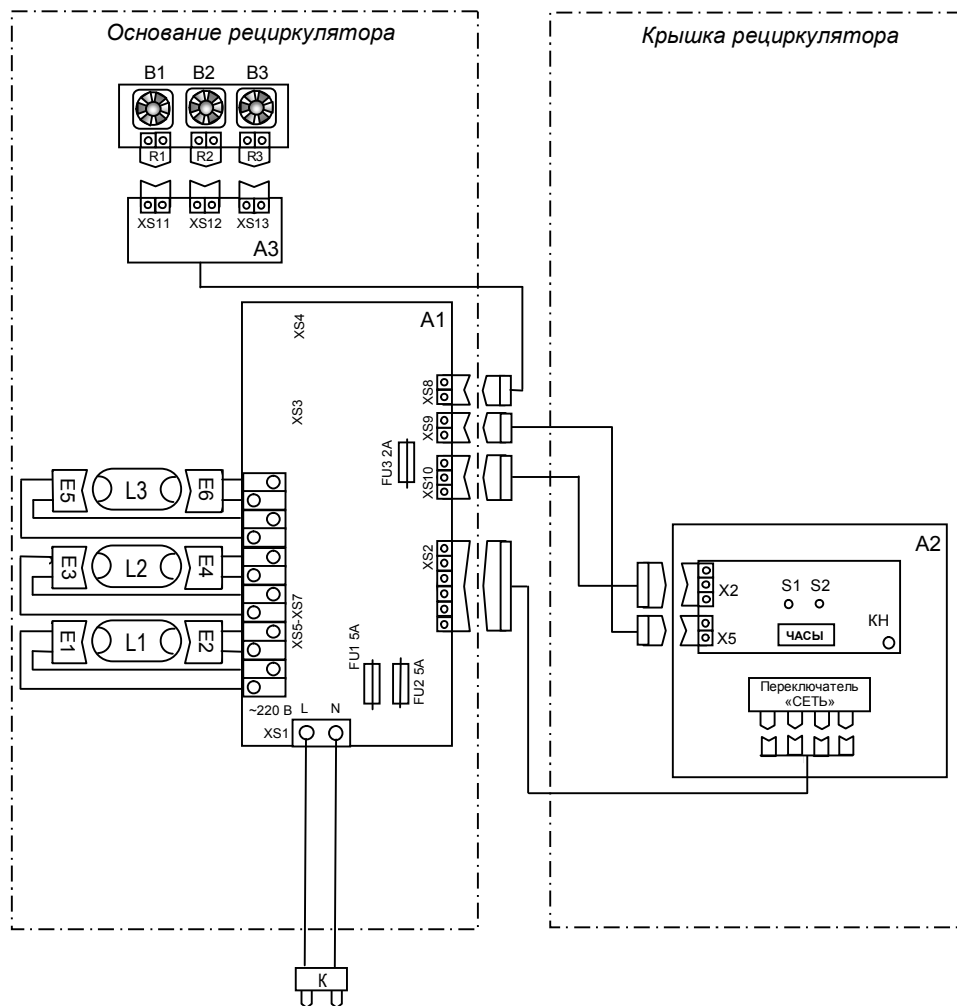 Основание рециркулятора
Крышка рециркулятора
B1 B2 B3
R1 R2 R3
XS11 XS12 XS13
A3
A1
XS4
XS8
XS3
XS9
FU3 2A
XS10
E5 L3 E6
XS2
A2
E3 L2 E4
X2
S1 S2
XS5-XS7
КН
E1 L1 E2
X5
ЧАСЫ
FU1 5A
FU2 5A
Переключатель
«СЕТЬ»
~220 В L N
XS1
К